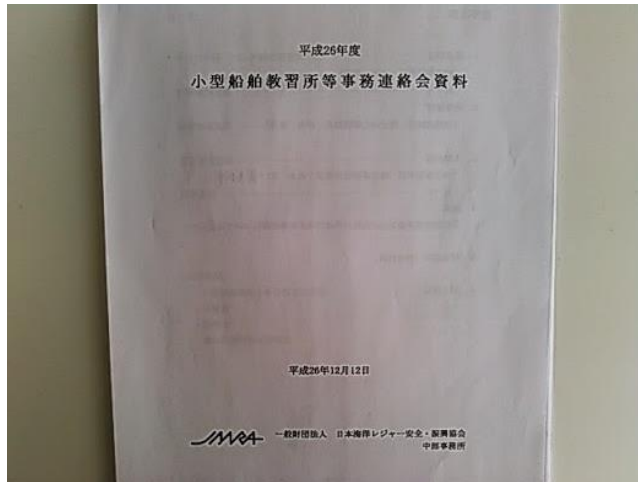 平成26年度
小型船舶教習所等事務連絡会資料
平成26年12月12日
JMRA 一般財団法人 日本海洋レジャー安全・振興協会
中部事務所